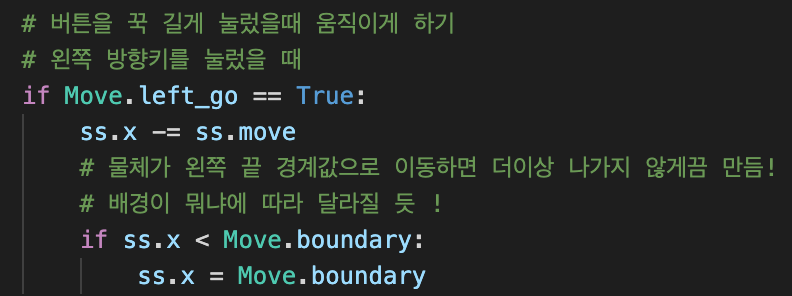 # 버튼을 꾹 길게 눌렀을때 움직이게 하기
# 왼쪽 방향키를 눌렀을 때
if Move.left_go == True:
    ss.x -= ss.move
    # 물체가 왼쪽 끝 경계값으로 이동하면 더이상 나가지 않게끔 만듬!
    # 배경이 뭐냐에 따라 달라질 듯 !
    if ss.x < Move.boundary:
        ss.x = Move.boundary